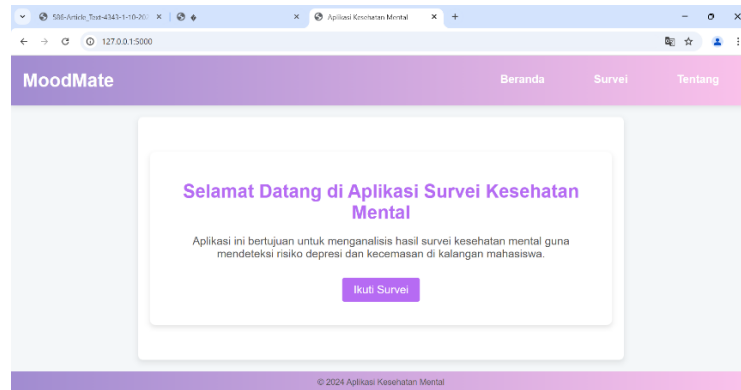 586-Article_Text-4343-1-10-20
Aplikasi Kesehatan Mental
127.0.0.1:5000
MoodMate
Beranda Survei Tentang
Selamat Datang di Aplikasi Survei Kesehatan
Mental
Aplikasi ini bertujuan untuk menganalisis hasil survei kesehatan mental guna
mendeteksi risiko depresi dan kecemasan di kalangan mahasiswa.
Ikuti Survei
© 2024 Aplikasi Kesehatan Mental